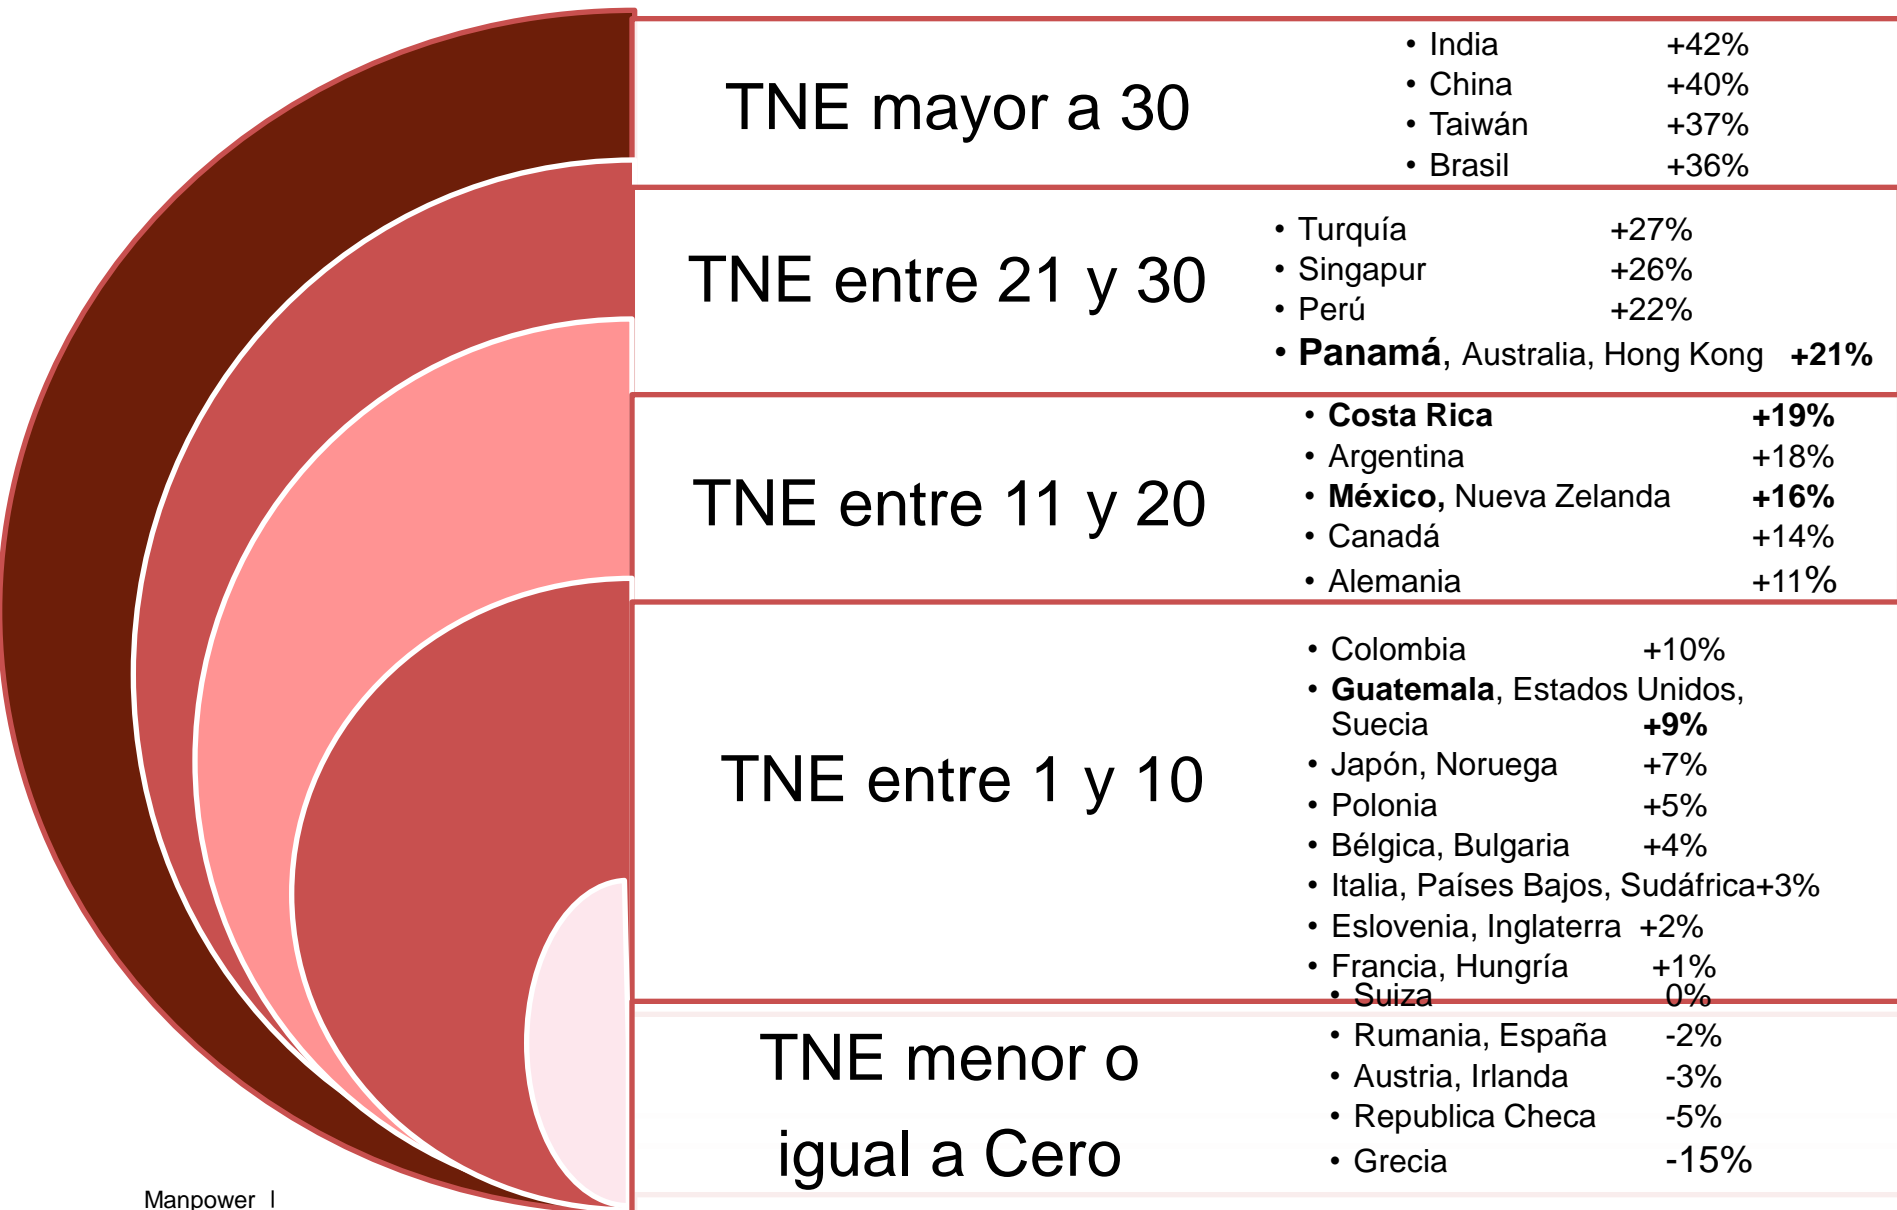 TNE mayor a 30
• India +42%
• China +40%
• Taiwán +37%
• Brasil +36%
TNE entre 21 y 30
• Turquía +27%
• Singapur +26%
• Perú +22%
• Panamá, Australia, Hong Kong +21%
TNE entre 11 y 20
• Costa Rica +19%
• Argentina +18%
• México, Nueva Zelanda +16%
• Canadá +14%
• Alemania +11%
TNE entre 1 y 10
• Colombia +10%
• Guatemala, Estados Unidos,
Suecia +9%
• Japón, Noruega +7%
• Polonia +5%
• Bélgica, Bulgaria +4%
• Italia, Países Bajos, Sudáfrica+3%
• Eslovenia, Inglaterra +2%
• Francia, Hungría +1%
TNE menor o
igual a Cero
• Suiza 0%
• Rumania, España -2%
• Austria, Irlanda -3%
• Republica Checa -5%
• Grecia -15%
Manpower |